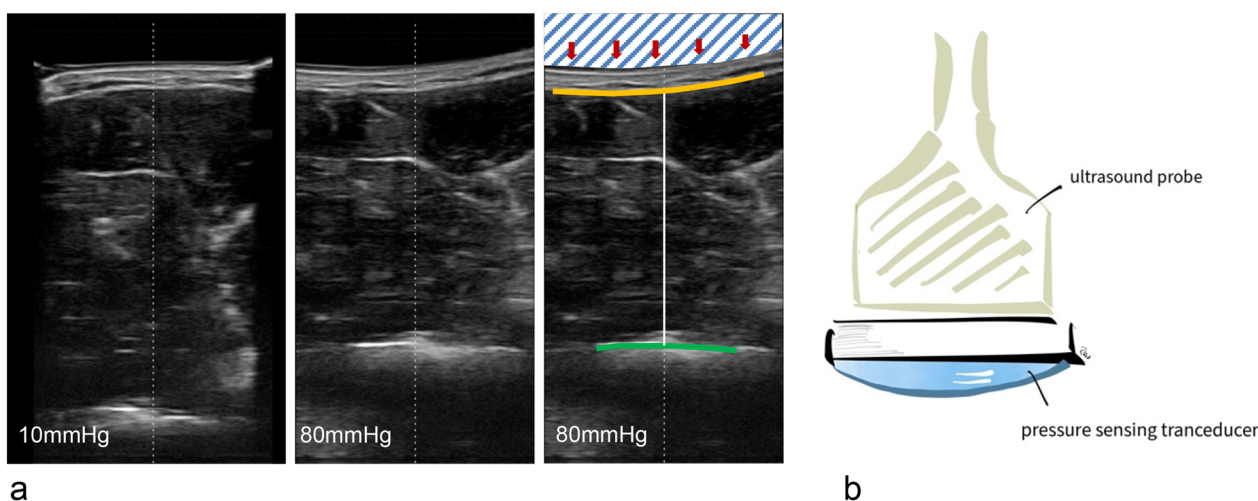 10mmHg
80mmHg
80mmHg
ultrasound probe
pressure sensing tranceducer
a
b